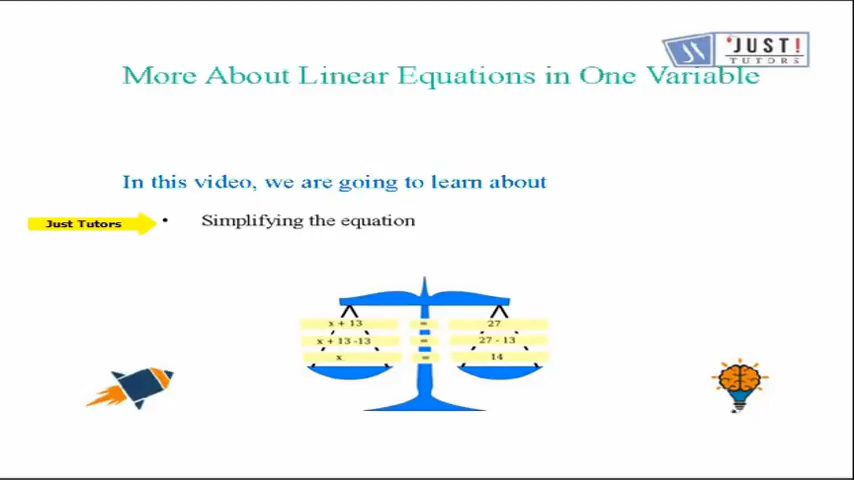 JUST!
TUTORS
More About Linear Equations in One Variable
In this video, we are going to learn about
Just Tutors
• Simplifying the equation
x + 13 = 27
x + 13 -13 = 27 - 13
x = 14